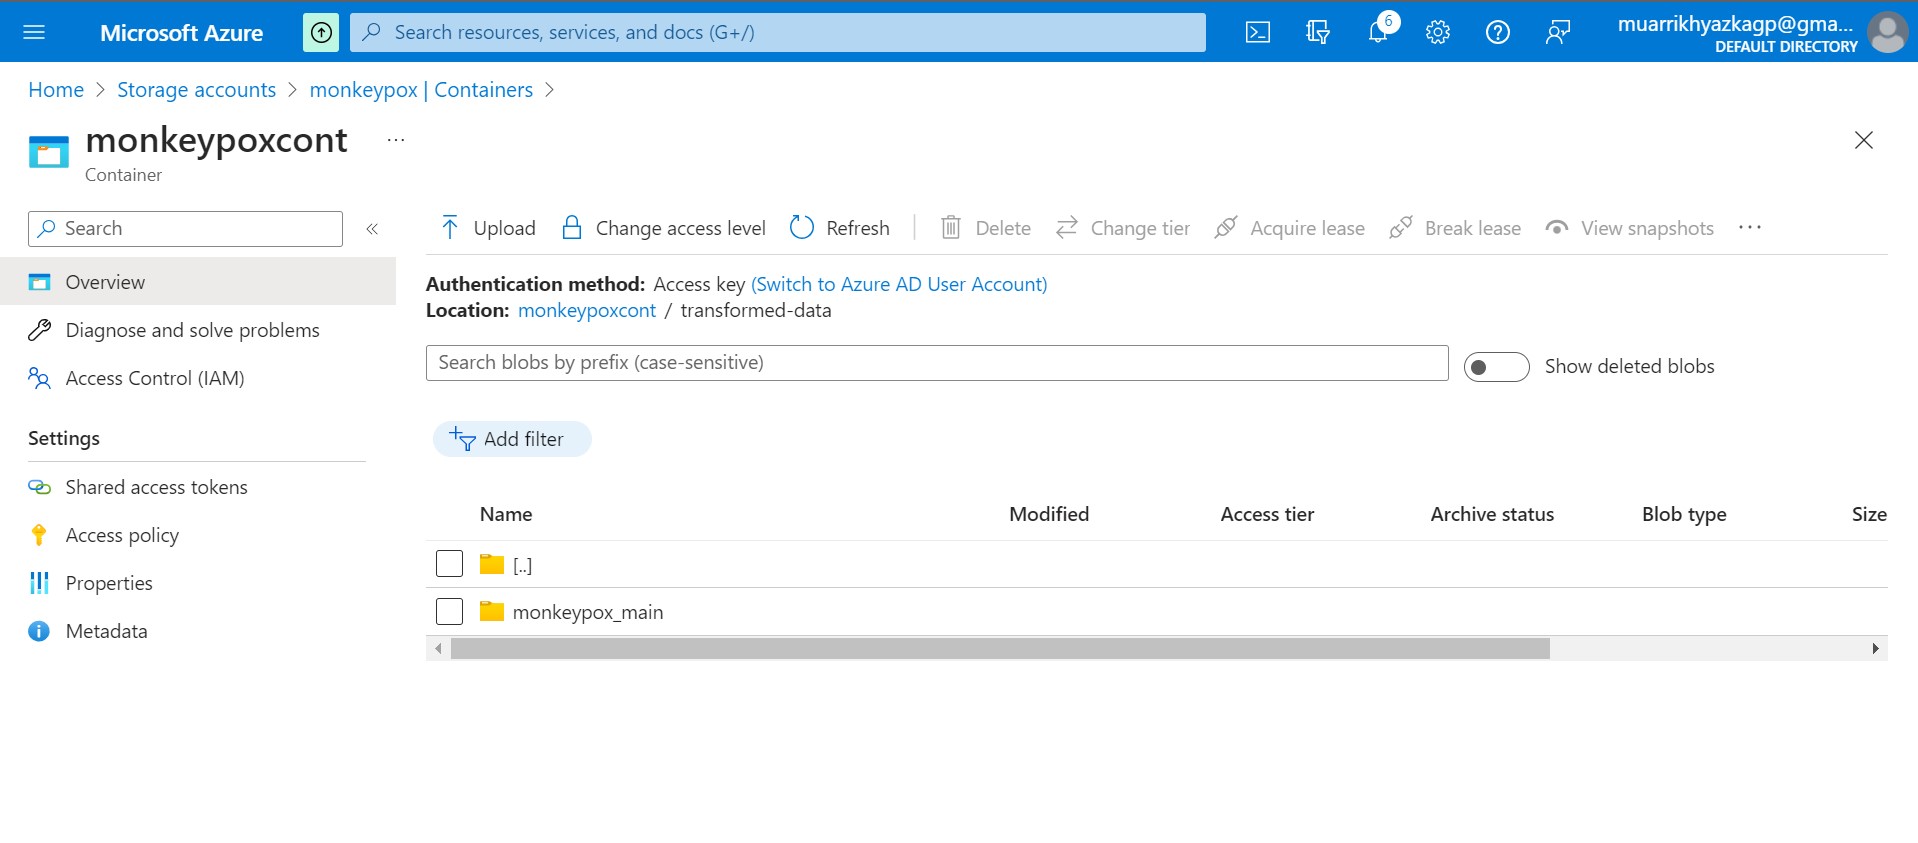 Microsoft Azure
Search resources, services, and docs (G+/)
6
muarrikhyazkagp@gma...
DEFAULT DIRECTORY
Home > Storage accounts > monkeypox | Containers >
monkeypoxcont ...
Container
Search «
Upload Change access level Refresh Delete Change tier Acquire lease Break lease View snapshots ...
Overview
Diagnose and solve problems
Access Control (IAM)
Settings
Shared access tokens
Access policy
Properties
Metadata
Authentication method: Access key (Switch to Azure AD User Account)
Location: monkeypoxcont / transformed-data
Search blobs by prefix (case-sensitive)
Show deleted blobs
Add filter
Name Modified Access tier Archive status Blob type Size
[..]
monkeypox_main